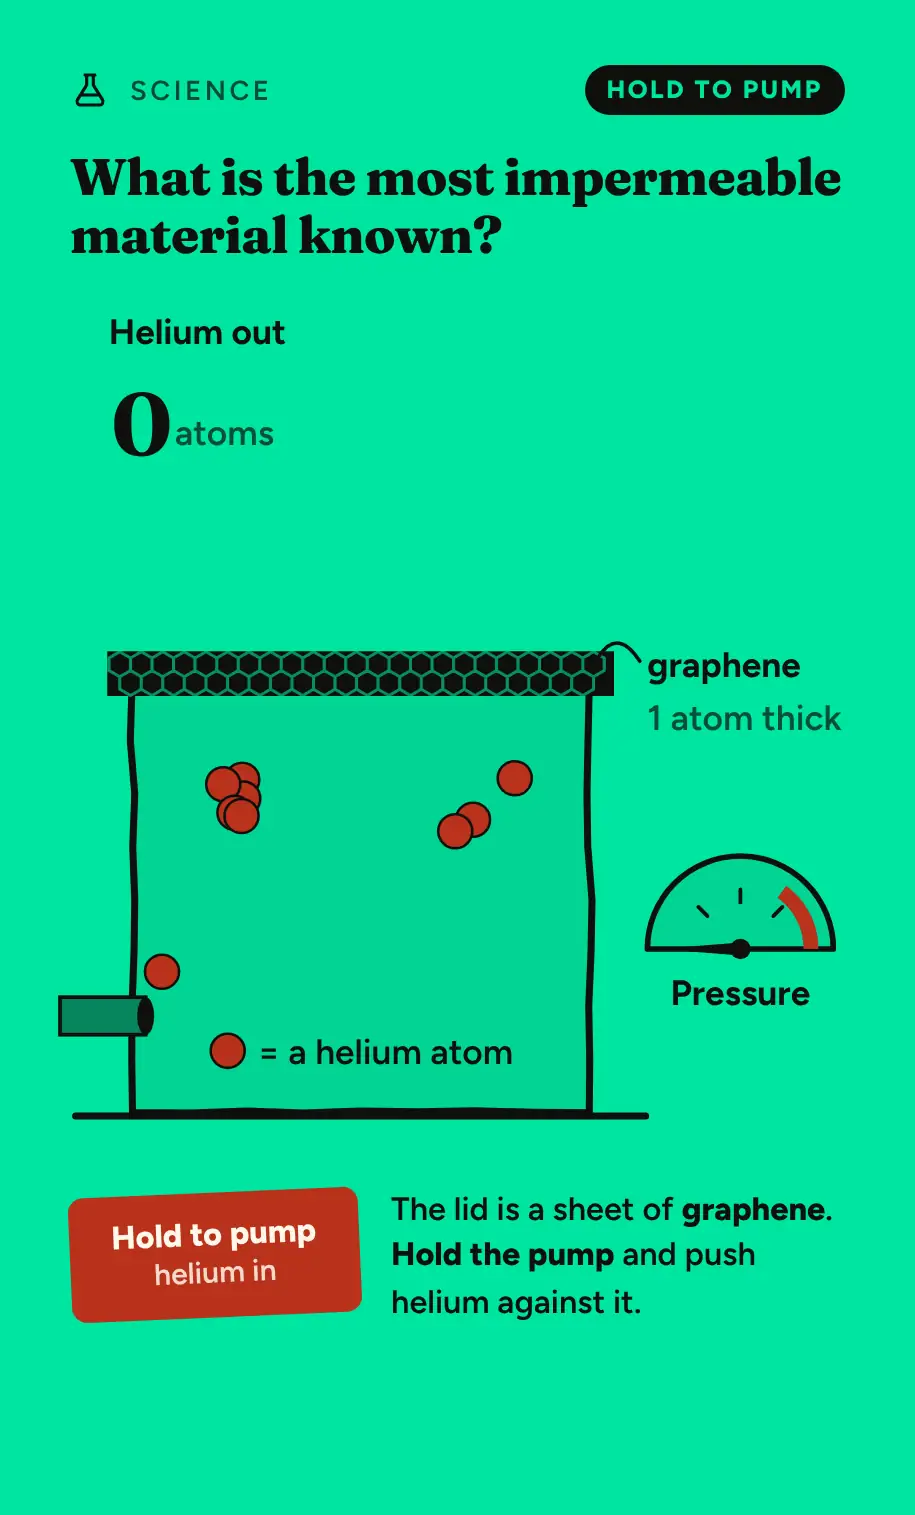 SCIENCE
HOLD TO PUMP
What is the most impermeable
material known?
Helium out
0 atoms
graphene
1 atom thick
Pressure
= a helium atom
Hold to pump
helium in
The lid is a sheet of graphene.
Hold the pump and push
helium against it.